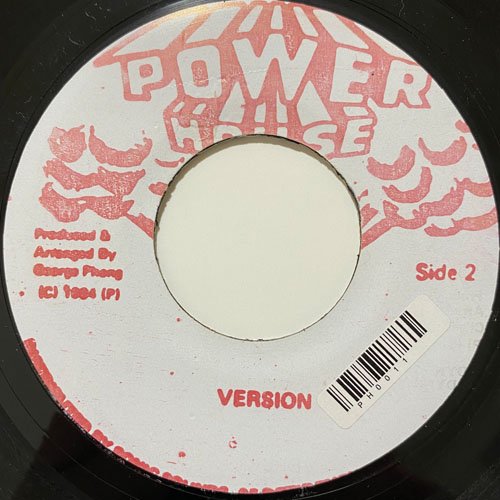 POWER
HOUSE
Produced &
Arranged By
George Phang
(C) 1984 (P)
Side 2
VERSION
PH0011